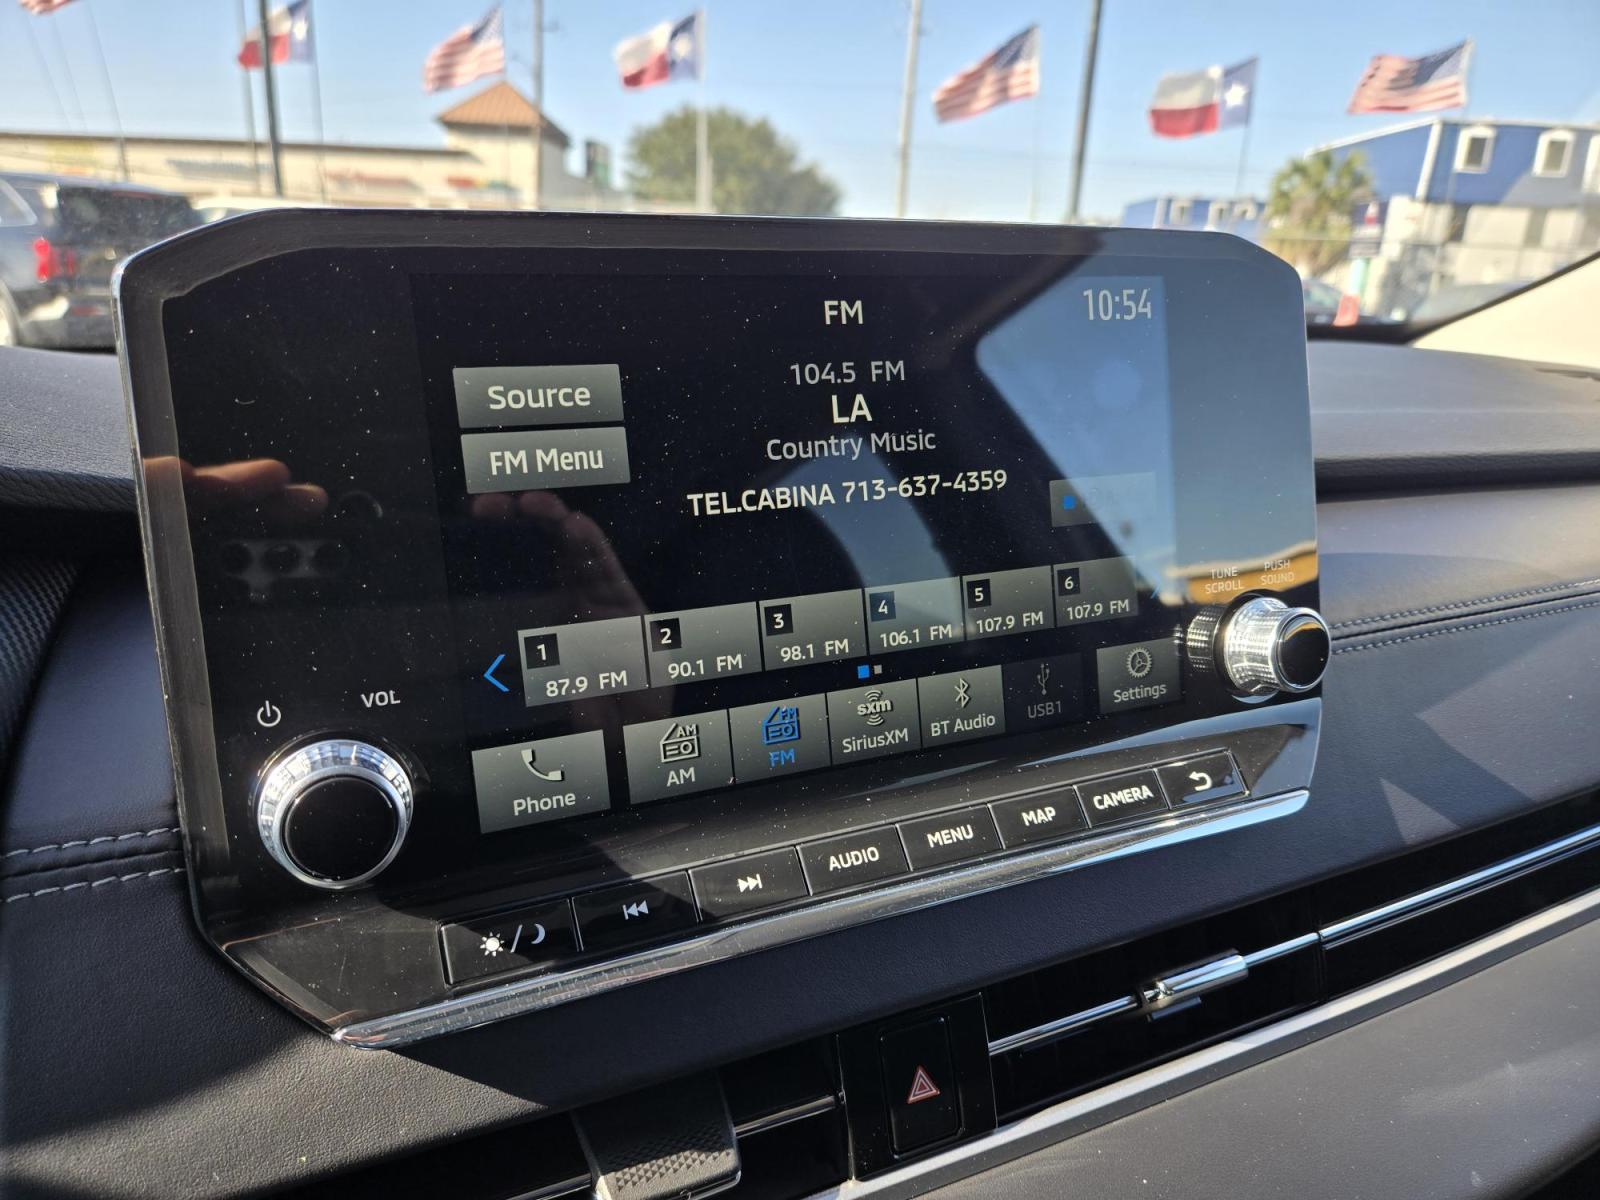 FM
10:54
104.5 FM
LA
Country Music
TEL.CABINA 713-637-4359
Source
FM Menu
1
87.9 FM
2
90.1 FM
3
98.1 FM
4
106.1 FM
5
107.9 FM
6
107.9 FM
TUNE
SCROLL
PUSH
SOUND
VOL
Phone
AM
AM
FM
FM
sxm
SiriusXM
BT Audio
USB1
Settings
AUDIO
MENU
MAP
CAMERA